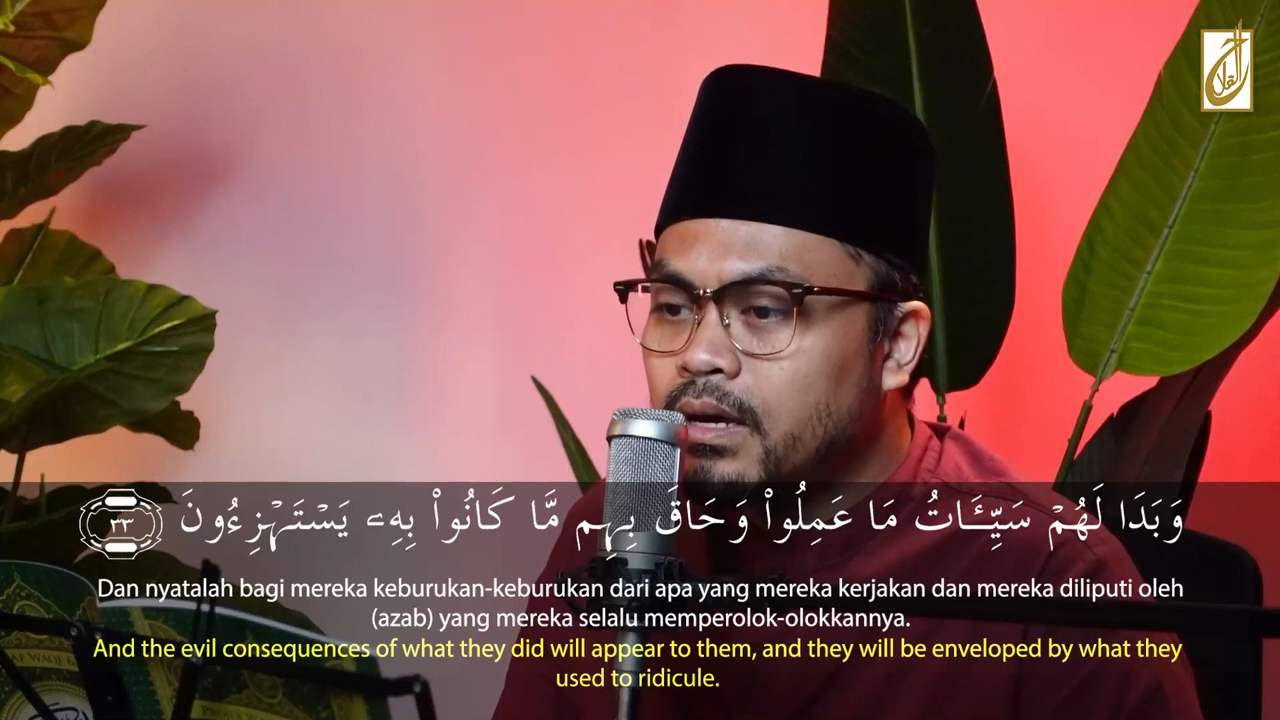 وَبَدَا لَهُمْ سَيِّـَٔاتُ مَا عَمِلُوا۟ وَحَاقَ بِهِم مَّا كَانُوا۟ بِهِۦ يَسْتَهْزِءُونَ ٣٣
Dan nyatalah bagi mereka keburukan-keburukan dari apa yang mereka kerjakan dan mereka diliputi oleh
(azab) yang mereka selalu memperolok-olokkannya.
And the evil consequences of what they did will appear to them, and they will be enveloped by what they
used to ridicule.